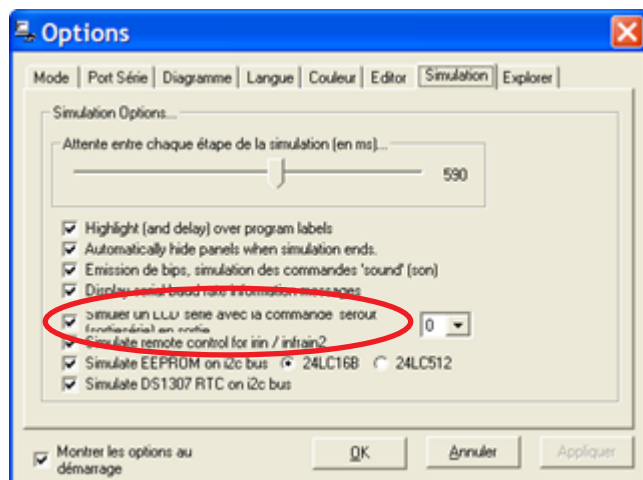 Options
Mode Port Série Diagramme Langue Couleur Editor Simulation Explorer
Simulation Options...
Attente entre chaque étape de la simulation (en ms)...
590
Highlight (and delay) over program labels
Automatically hide panels when simulation ends.
Emission de bips, simulation des commandes 'sound' (son)
Display serial baud rate information messages
Simuler un LCD série avec la commande 'serout'
(sortie série) en sortie 0
Simulate remote control for irin / infrain2
Simulate EEPROM on i2c bus 24LC16B 24LC512
Simulate DS1307 RTC on i2c bus
Montrer les options au
démarrage
OK Annuler Appliquer